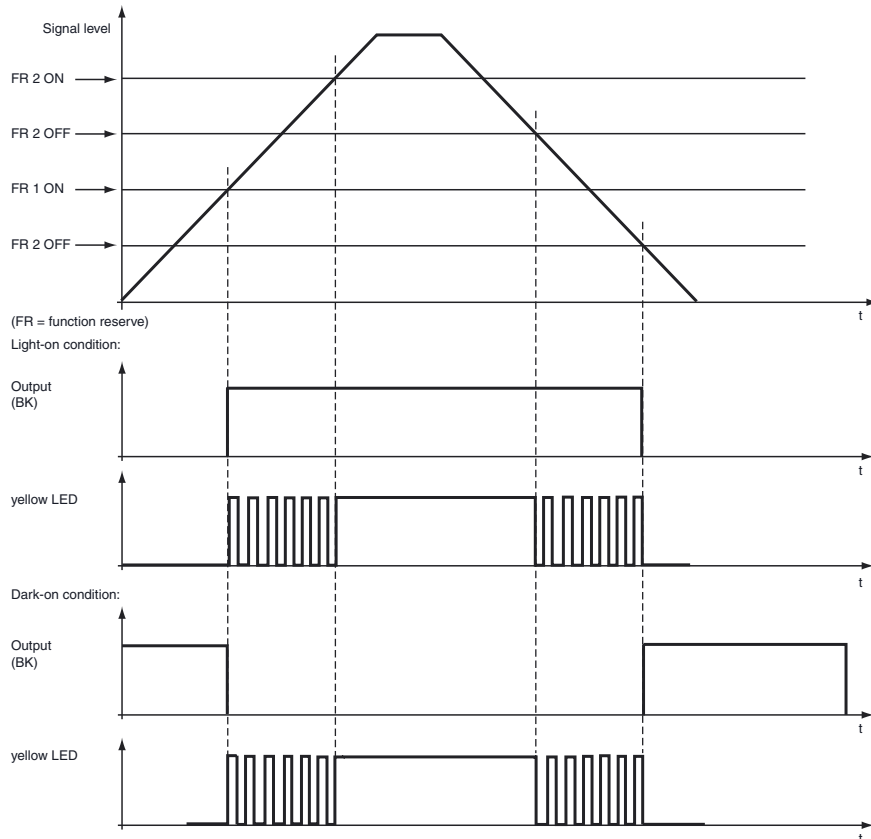 Signal level
FR 2 ON
FR 2 OFF
FR 1 ON
FR 2 OFF
t
(FR = function reserve)
Light-on condition:
Output
(BK)
t
yellow LED
t
Dark-on condition:
Output
(BK)
t
yellow LED
t